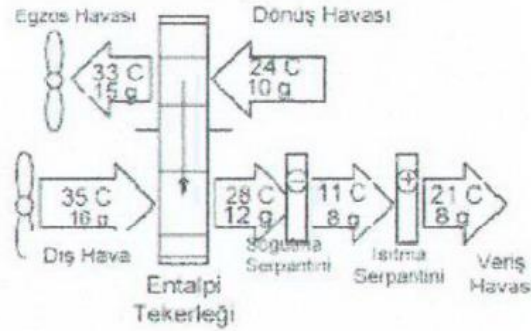 Egzos Havası
Dönüş Havası
33 C
15 g
24 C
10 g
35 C
16 g
28 C
12 g
11 C
8 g
21 C
8 g
Dış Hava
Entalpi
Tekerleği
Soğutma
Serpantini
Isıtma
Serpantini
Veriş
Havası